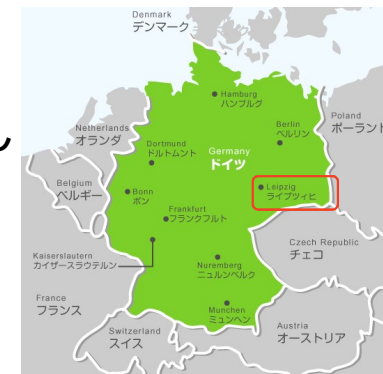 Denmark
デンマーク
Hamburg
ハンブルグ
Netherlands
オランダ
Berlin
ベルリン
Poland
ポーランド
Dortmund
ドルトムント
Germany
ドイツ
Belgium
ベルギー
Bonn
ボン
Leipzig
ライプツィヒ
Frankfurt
フランクフルト
Kaiserslautern
カイザースラウテルン
Czech Republic
チェコ
Nuremberg
ニュルンベルク
France
フランス
Munchen
ミュンヘン
Switzerland
スイス
Austria
オーストリア